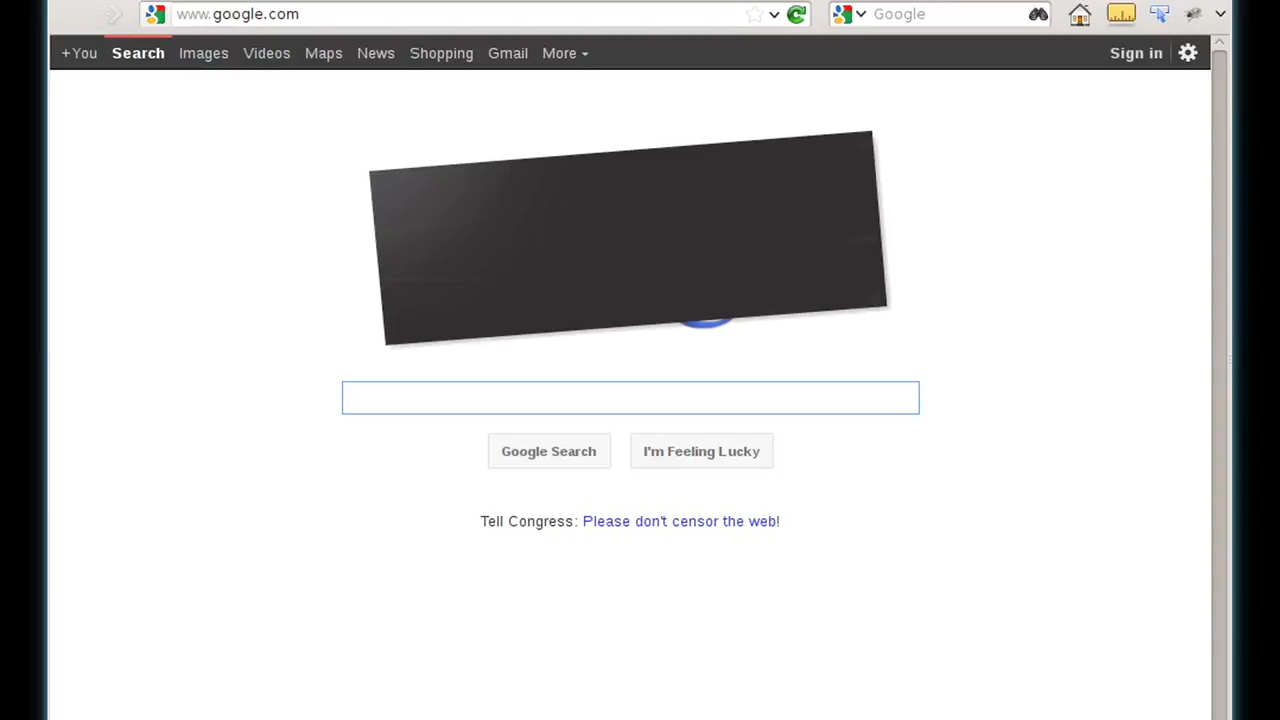 www.google.com
Google
+You Search Images Videos Maps News Shopping Gmail More
Sign in
Google Search
I'm Feeling Lucky
Tell Congress: Please don't censor the web!